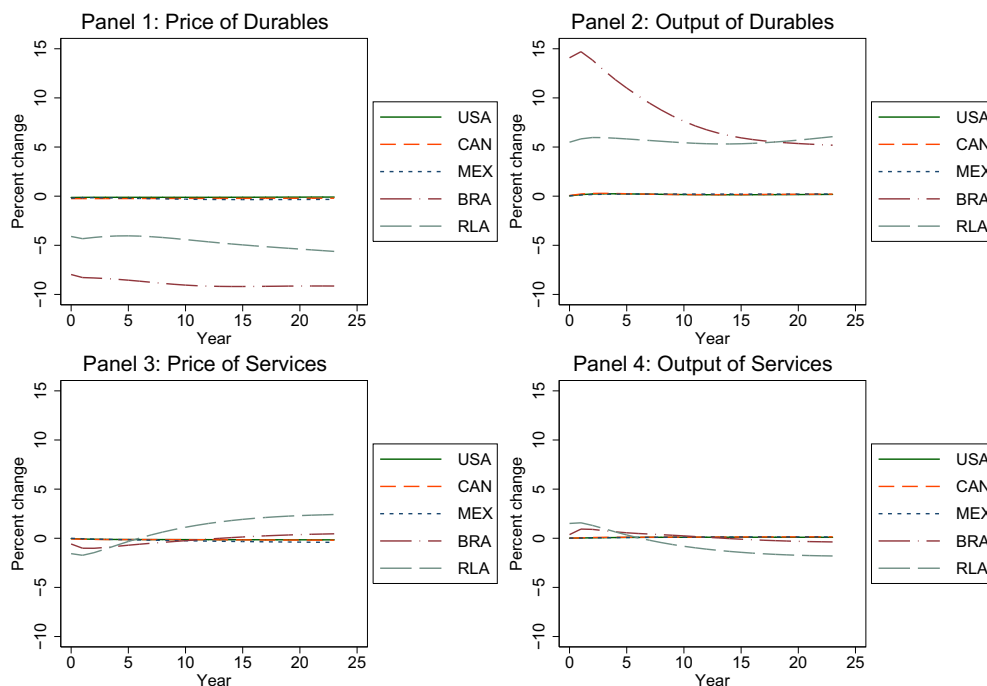 Panel 1: Price of Durables
Percent change
15
10
5
0
−5
−10
0
5
10
15
20
25
Year
USA
CAN
MEX
BRA
RLA
Panel 2: Output of Durables
Percent change
15
10
5
0
−5
−10
0
5
10
15
20
25
Year
USA
CAN
MEX
BRA
RLA
Panel 3: Price of Services
Percent change
15
10
5
0
−5
−10
0
5
10
15
20
25
Year
USA
CAN
MEX
BRA
RLA
Panel 4: Output of Services
Percent change
15
10
5
0
−5
−10
0
5
10
15
20
25
Year
USA
CAN
MEX
BRA
RLA